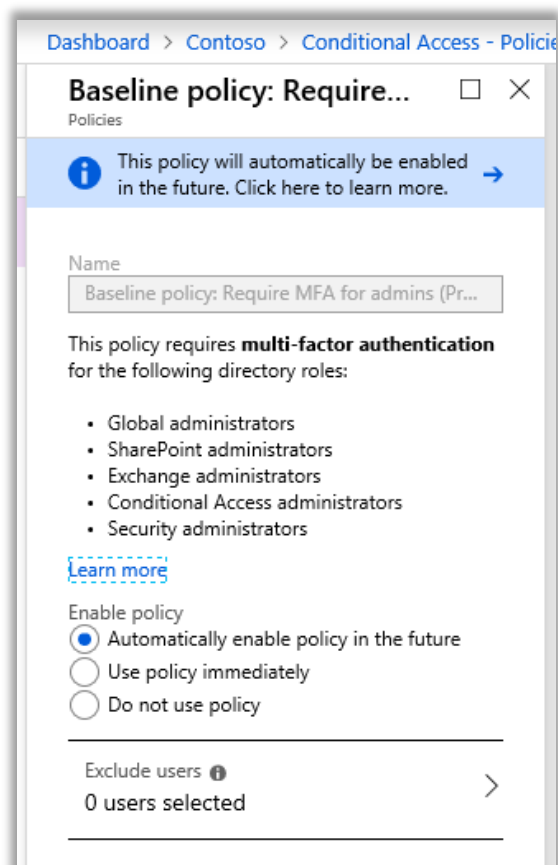 Dashboard > Contoso > Conditional Access - Policie
Baseline policy: Require...
Policies
This policy will automatically be enabled
in the future. Click here to learn more.
Name
Baseline policy: Require MFA for admins (Pr...
This policy requires multi-factor authentication
for the following directory roles:
• Global administrators
• SharePoint administrators
• Exchange administrators
• Conditional Access administrators
• Security administrators
Learn more
Enable policy
Automatically enable policy in the future
Use policy immediately
Do not use policy
Exclude users
0 users selected